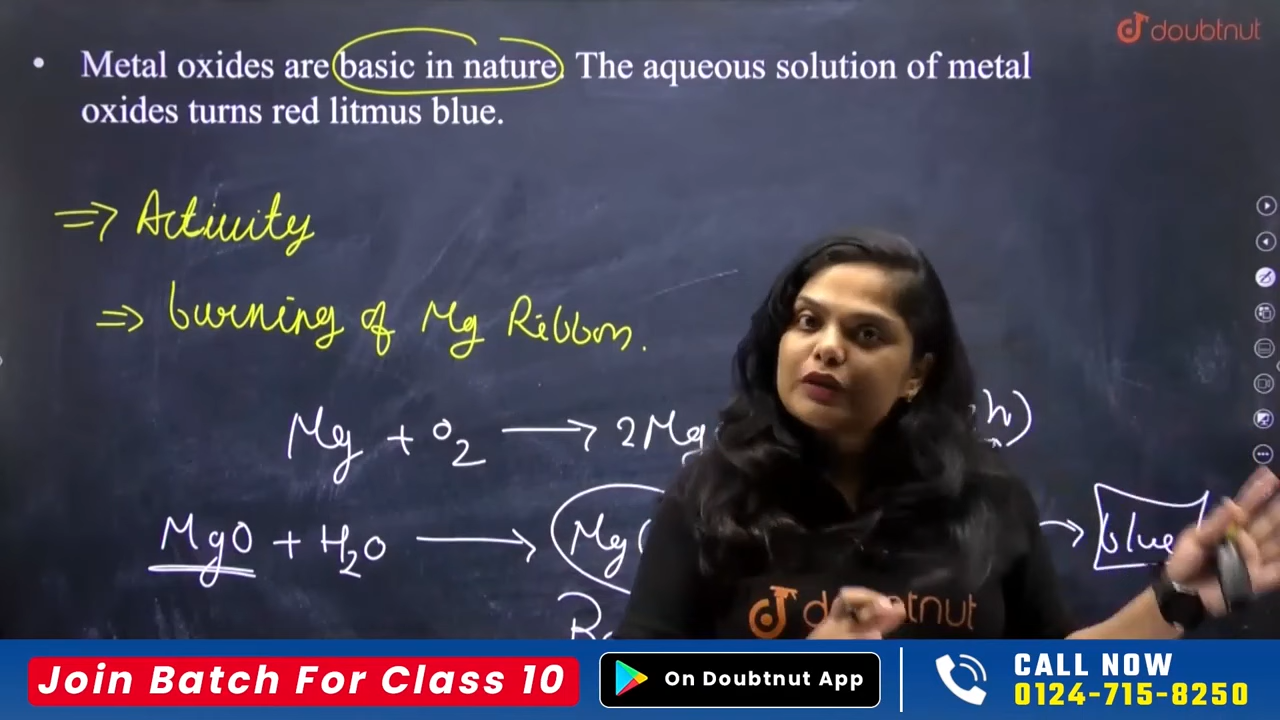 doubtnut
• Metal oxides are basic in nature. The aqueous solution of metal
oxides turns red litmus blue.
=> Activity
=> burning of Mg Ribbon.
Mg + O2 → 2Mg
MgO + H2O → Mg( → blue
doubtnut
Join Batch For Class 10
On Doubtnut App
CALL NOW
0124-715-8250